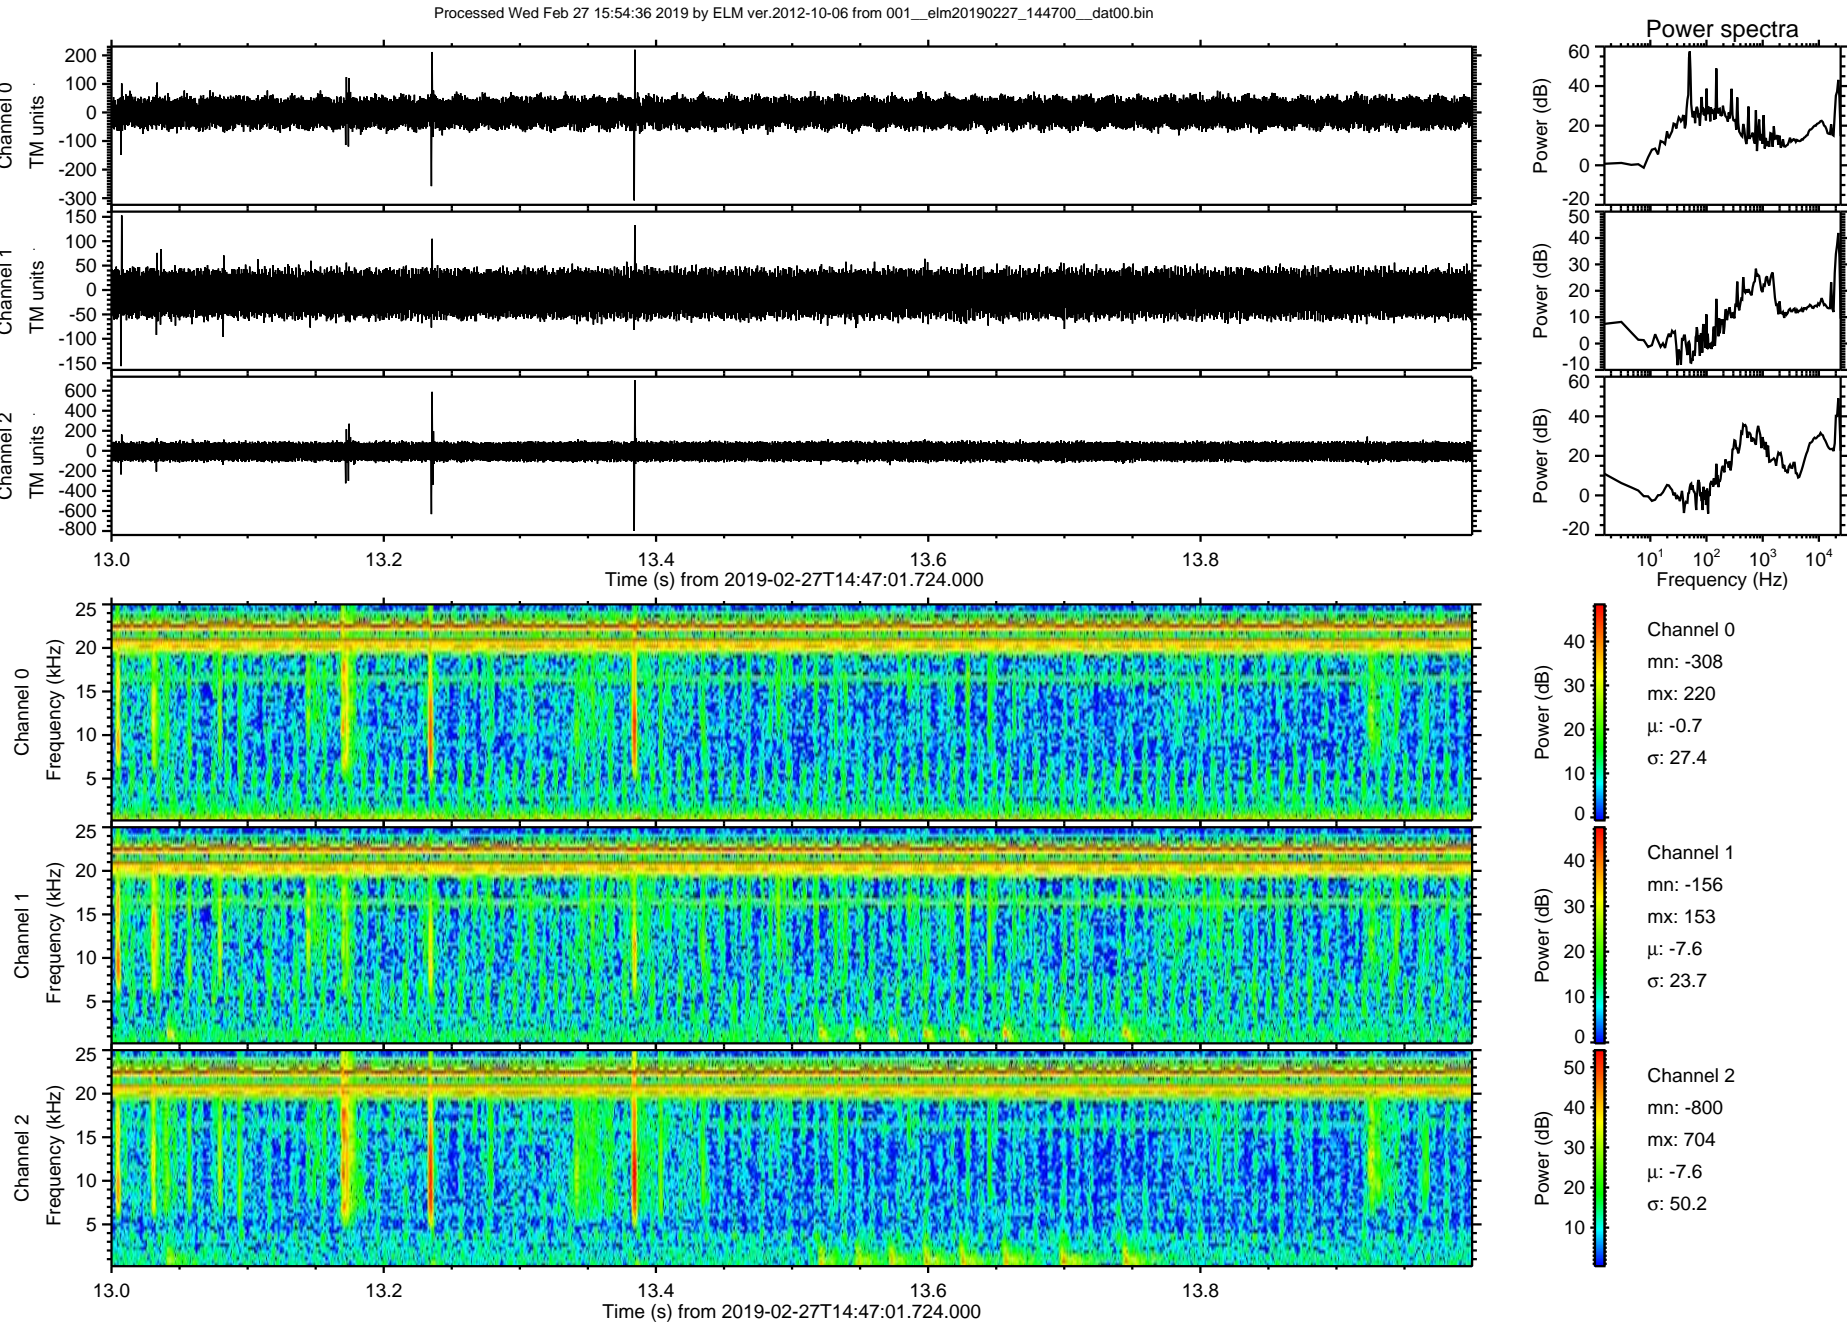 Processed Wed Feb 27 15:54:36 2019 by ELM ver.2012-10-06 from 001__elm20190227_144700__dat00.bin
Power spectra
Channel 0
TM units
200
100
0
-100
-200
-300
Power (dB)
60
40
20
0
-20
Channel 1
TM units
150
100
50
0
-50
-100
-150
Power (dB)
50
40
30
20
10
0
-10
Channel 2
TM units
600
400
200
0
-200
-400
-600
-800
Power (dB)
60
40
20
0
-20
13.0 13.2 13.4 13.6 13.8
Time (s) from 2019-02-27T14:47:01.724.000
10¹ 10² 10³ 10⁴
Frequency (Hz)
Channel 0
Frequency (kHz)
25
20
15
10
5
Power (dB)
40
30
20
10
0
Channel 0
mn: -308
mx: 220
μ: -0.7
σ: 27.4
Channel 1
Frequency (kHz)
25
20
15
10
5
Power (dB)
40
30
20
10
0
Channel 1
mn: -156
mx: 153
μ: -7.6
σ: 23.7
Channel 2
Frequency (kHz)
25
20
15
10
5
Power (dB)
50
40
30
20
10
Channel 2
mn: -800
mx: 704
μ: -7.6
σ: 50.2
13.0 13.2 13.4 13.6 13.8
Time (s) from 2019-02-27T14:47:01.724.000